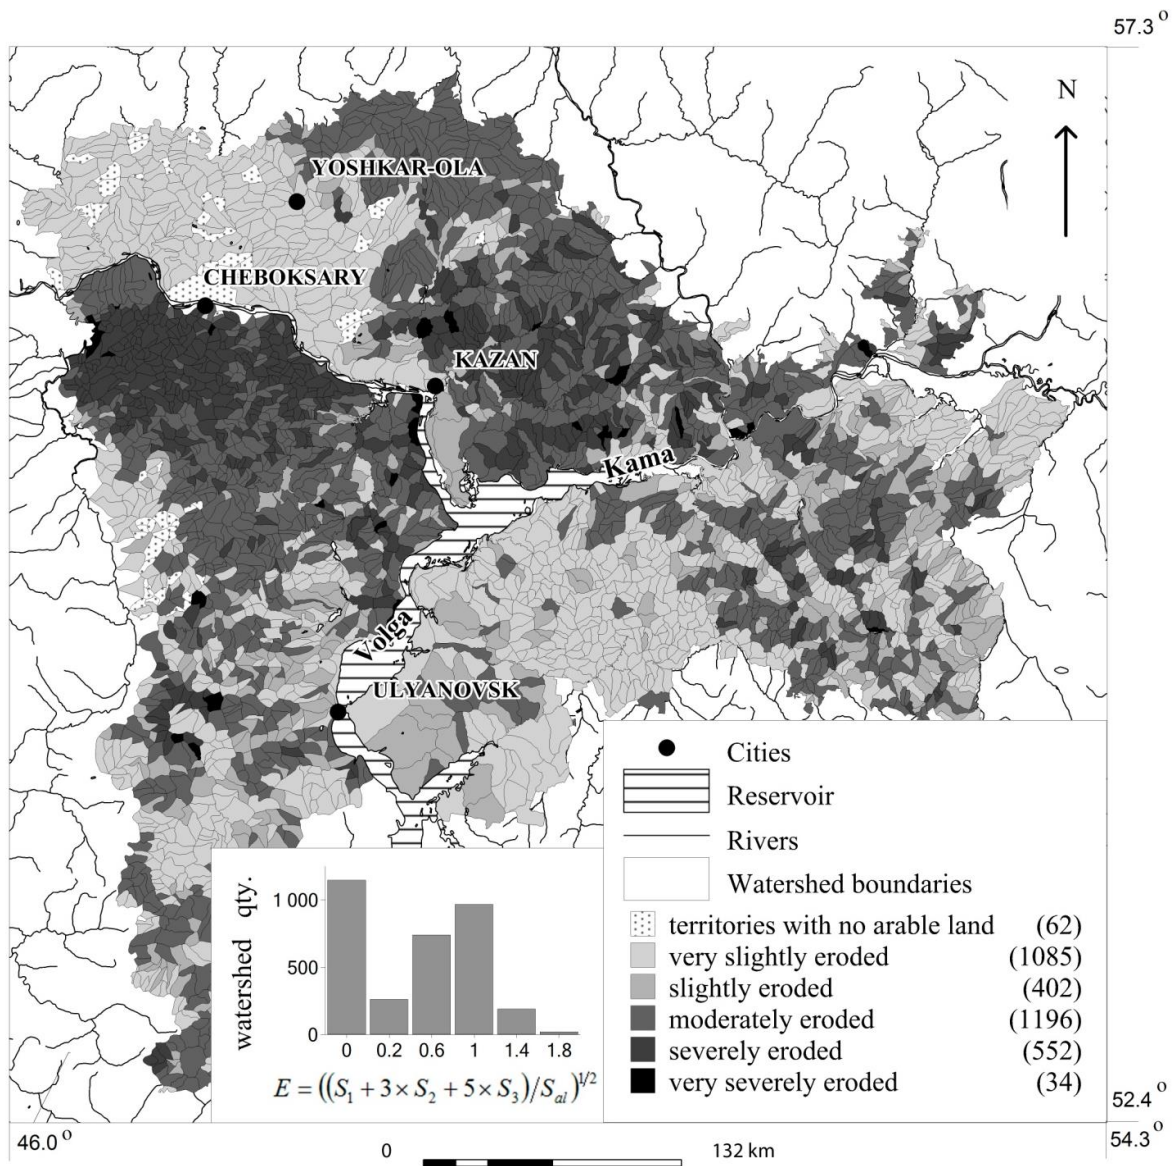 57.3 °
N
YOSHKAR-OLA
CHEBOKSARY
KAZAN
Kama
Volga
ULYANOVSK
Cities
Reservoir
Rivers
Watershed boundaries
territories with no arable land (62)
very slightly eroded (1085)
slightly eroded (402)
moderately eroded (1196)
severely eroded (552)
very severely eroded (34)
watershed qty.
1 000
500
0
0 0.2 0.6 1 1.4 1.8
E = ((S₁ + 3 × S₂ + 5 × S₃)/Sₐₗ)^1/2
52.4 °
46.0 °
54.3 °
0 132 km